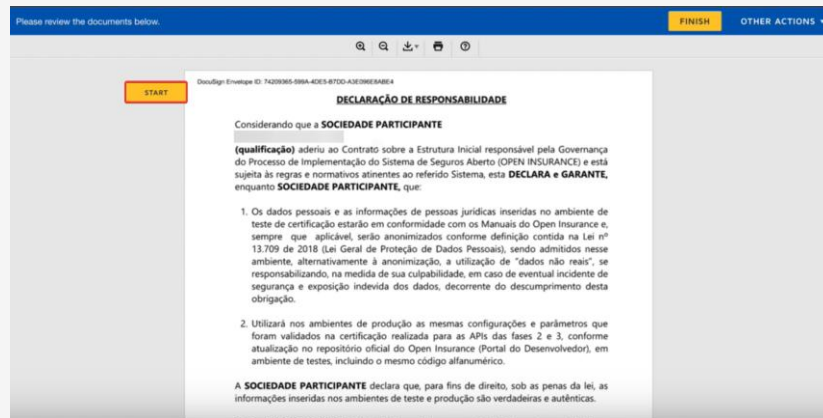 Please review the documents below.
FINISH
OTHER ACTIONS
START
DocuSign Envelope ID: 74209365-599A-4DE5-B7DD-A3E096E8ABE4
DECLARAÇÃO DE RESPONSABILIDADE
Considerando que a SOCIEDADE PARTICIPANTE
(qualificação) aderiu ao Contrato sobre a Estrutura Inicial responsável pela Governança
do Processo de Implementação do Sistema de Seguros Aberto (OPEN INSURANCE) e está
sujeita às regras e normativos atinentes ao referido Sistema, esta DECLARA e GARANTE,
enquanto SOCIEDADE PARTICIPANTE, que:
1. Os dados pessoais e as informações de pessoas jurídicas inseridas no ambiente de
teste de certificação estarão em conformidade com os Manuais do Open Insurance e,
sempre que aplicável, serão anonimizados conforme definição contida na Lei nº
13.709 de 2018 (Lei Geral de Proteção de Dados Pessoais), sendo admitidos nesse
ambiente, alternativamente à anonimização, a utilização de “dados não reais”, se
responsabilizando, na medida de sua culpabilidade, em caso de eventual incidente de
segurança e exposição indevida dos dados, decorrente do descumprimento desta
obrigação.
2. Utilizará nos ambientes de produção as mesmas configurações e parâmetros que
foram validados na certificação realizada para as APIs das fases 2 e 3, conforme
atualização no repositório oficial do Open Insurance (Portal do Desenvolvedor), em
ambiente de testes, incluindo o mesmo código alfanumérico.
A SOCIEDADE PARTICIPANTE declara que, para fins de direito, sob as penas da lei, as
informações inseridas nos ambientes de teste e produção são verdadeiras e autênticas.